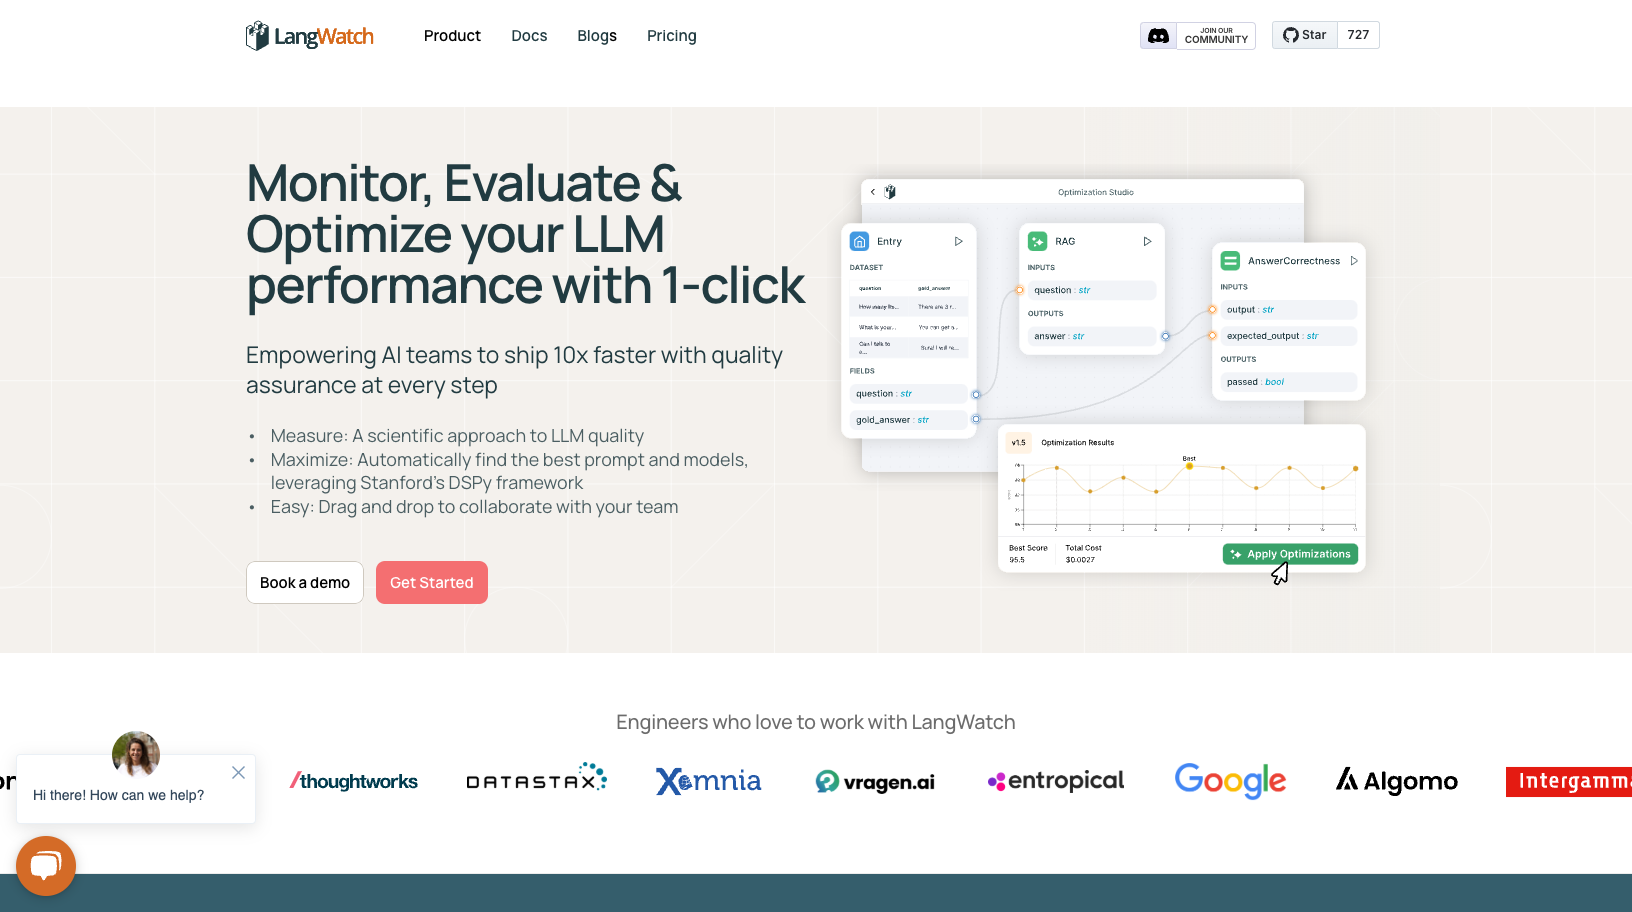 LangWatch
Product
Docs
Blogs
Pricing
JOIN OUR
COMMUNITY
Star
727
Monitor, Evaluate &
Optimize your LLM
performance with 1-click
Empowering AI teams to ship 10x faster with quality
assurance at every step
• Measure: A scientific approach to LLM quality
• Maximize: Automatically find the best prompt and models,
leveraging Stanford's DSPy framework
• Easy: Drag and drop to collaborate with your team
Book a demo
Get Started
Optimization Studio
Entry
DATASET
question gold_answer
How many Re... There are 3 r...
What is your... You can get a...
Can I talk to
e...
Sure! I will re...
FIELDS
question : str
gold_answer : str
RAG
INPUTS
question : str
OUTPUTS
answer : str
AnswerCorrectness
INPUTS
output : str
expected_output : str
OUTPUTS
passed : bool
v1.5
Optimization Results
Best
Best Score
95.5
Total Cost
$0.0027
Apply Optimizations
Engineers who love to work with LangWatch
/thoughtworks
DATASTAX
Xomnia
vragen.ai
entropical
Google
Algomo
Intergamma
Hi there! How can we help?